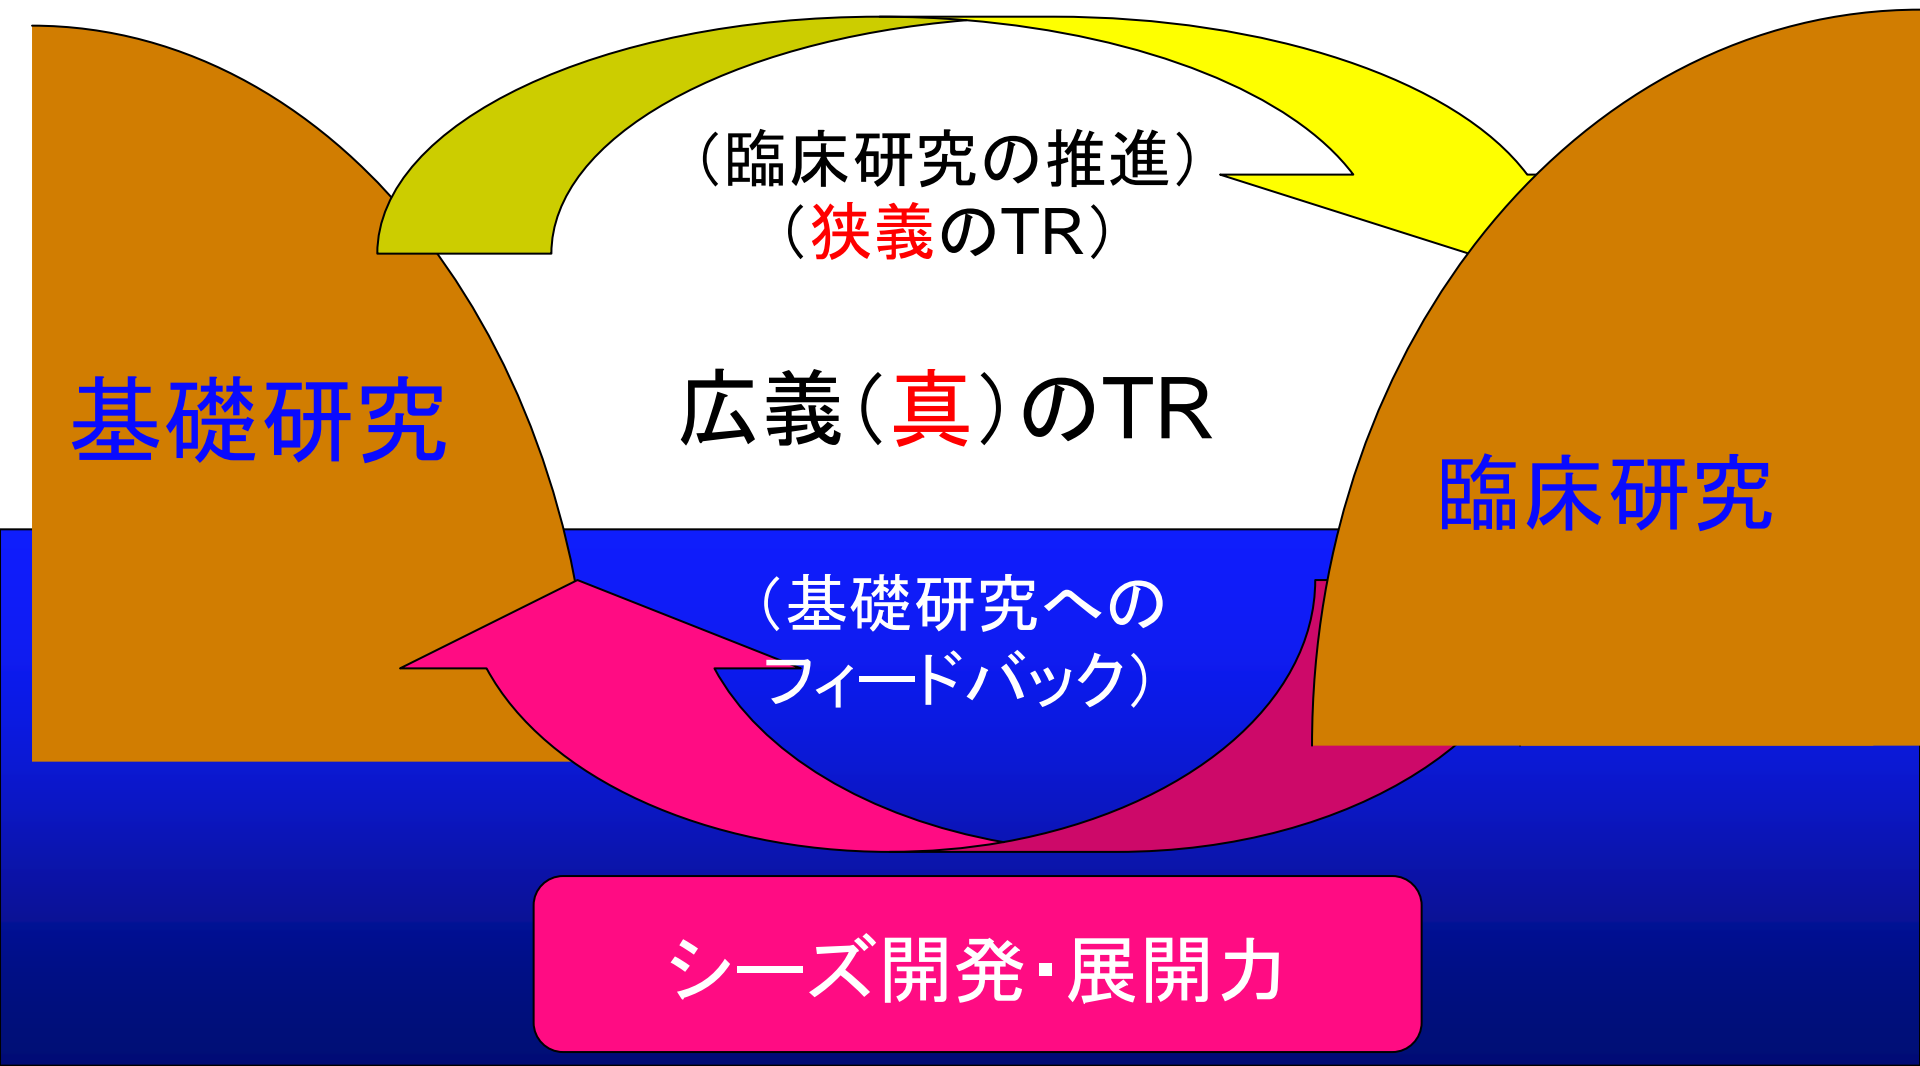 （臨床研究の推進）
（狭義のTR）
基礎研究
広義（真）のTR
臨床研究
（基礎研究への
フィードバック）
シーズ開発・展開力